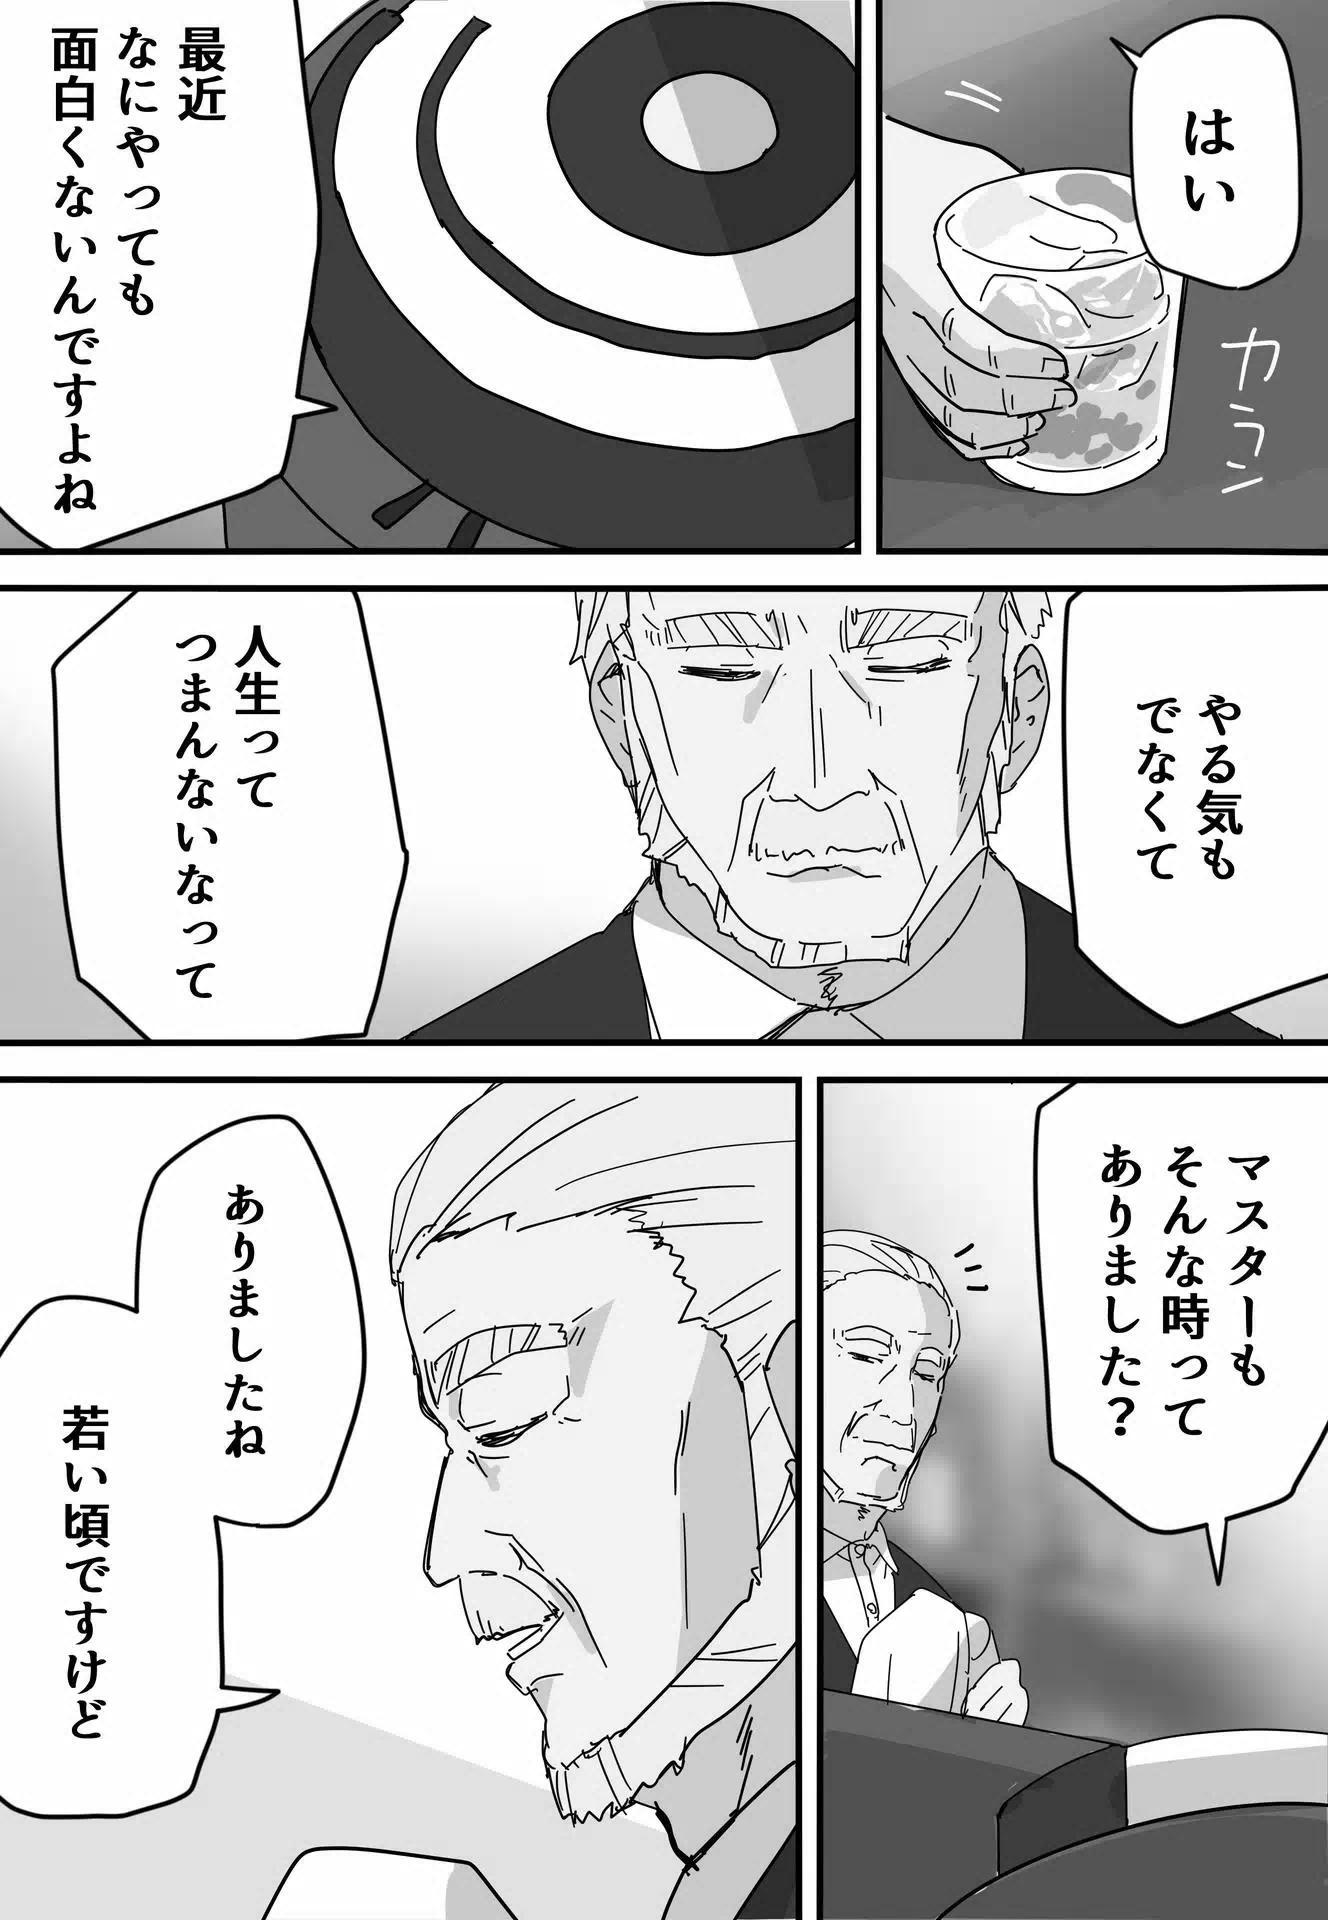 はい
カラン
最近
なにやっても
面白くないんですよね
やる気も
でなくて
人生って
つまんないなって
マスターも
そんな時って
ありました？
ありましたね
若い頃ですけど